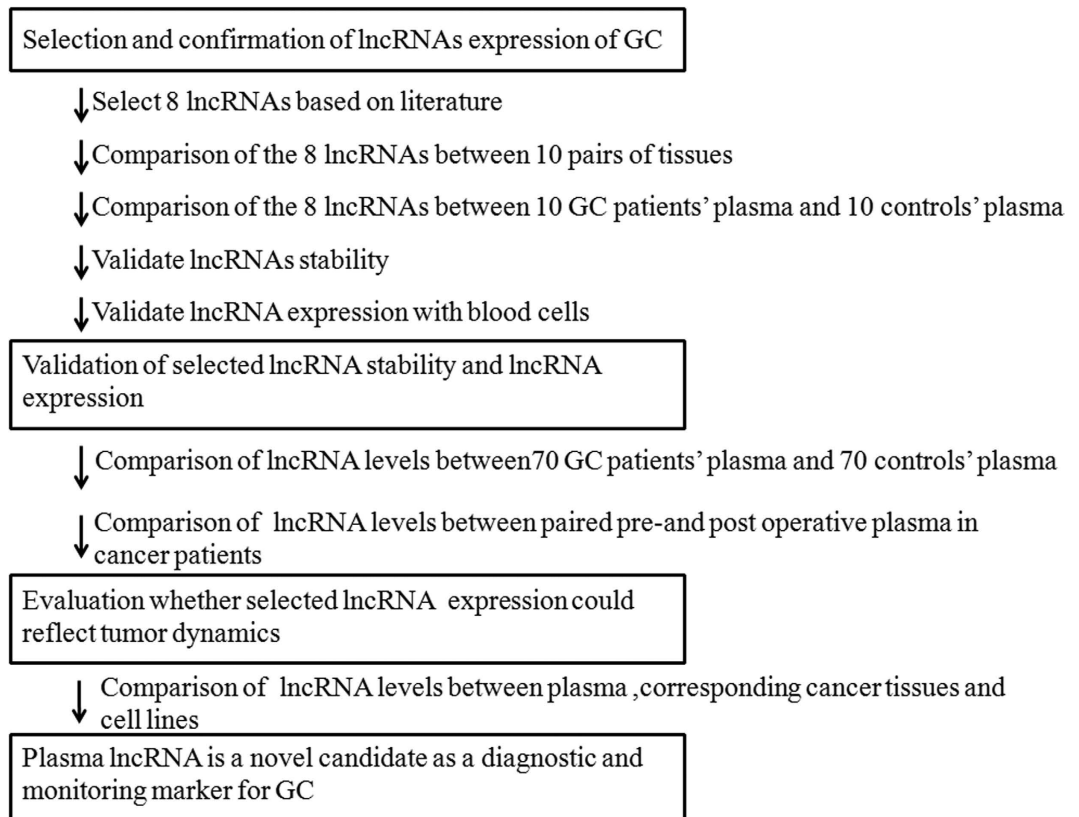 Selection and confirmation of lncRNAs expression of GC
Select 8 lncRNAs based on literature
Comparison of the 8 lncRNAs between 10 pairs of tissues
Comparison of the 8 lncRNAs between 10 GC patients’ plasma and 10 controls’ plasma
Validate lncRNAs stability
Validate lncRNA expression with blood cells
Validation of selected lncRNA stability and lncRNA
expression
Comparison of lncRNA levels between70 GC patients’ plasma and 70 controls’ plasma
Comparison of lncRNA levels between paired pre-and post operative plasma in
cancer patients
Evaluation whether selected lncRNA expression could
reflect tumor dynamics
Comparison of lncRNA levels between plasma ,corresponding cancer tissues and
cell lines
Plasma lncRNA is a novel candidate as a diagnostic and
monitoring marker for GC